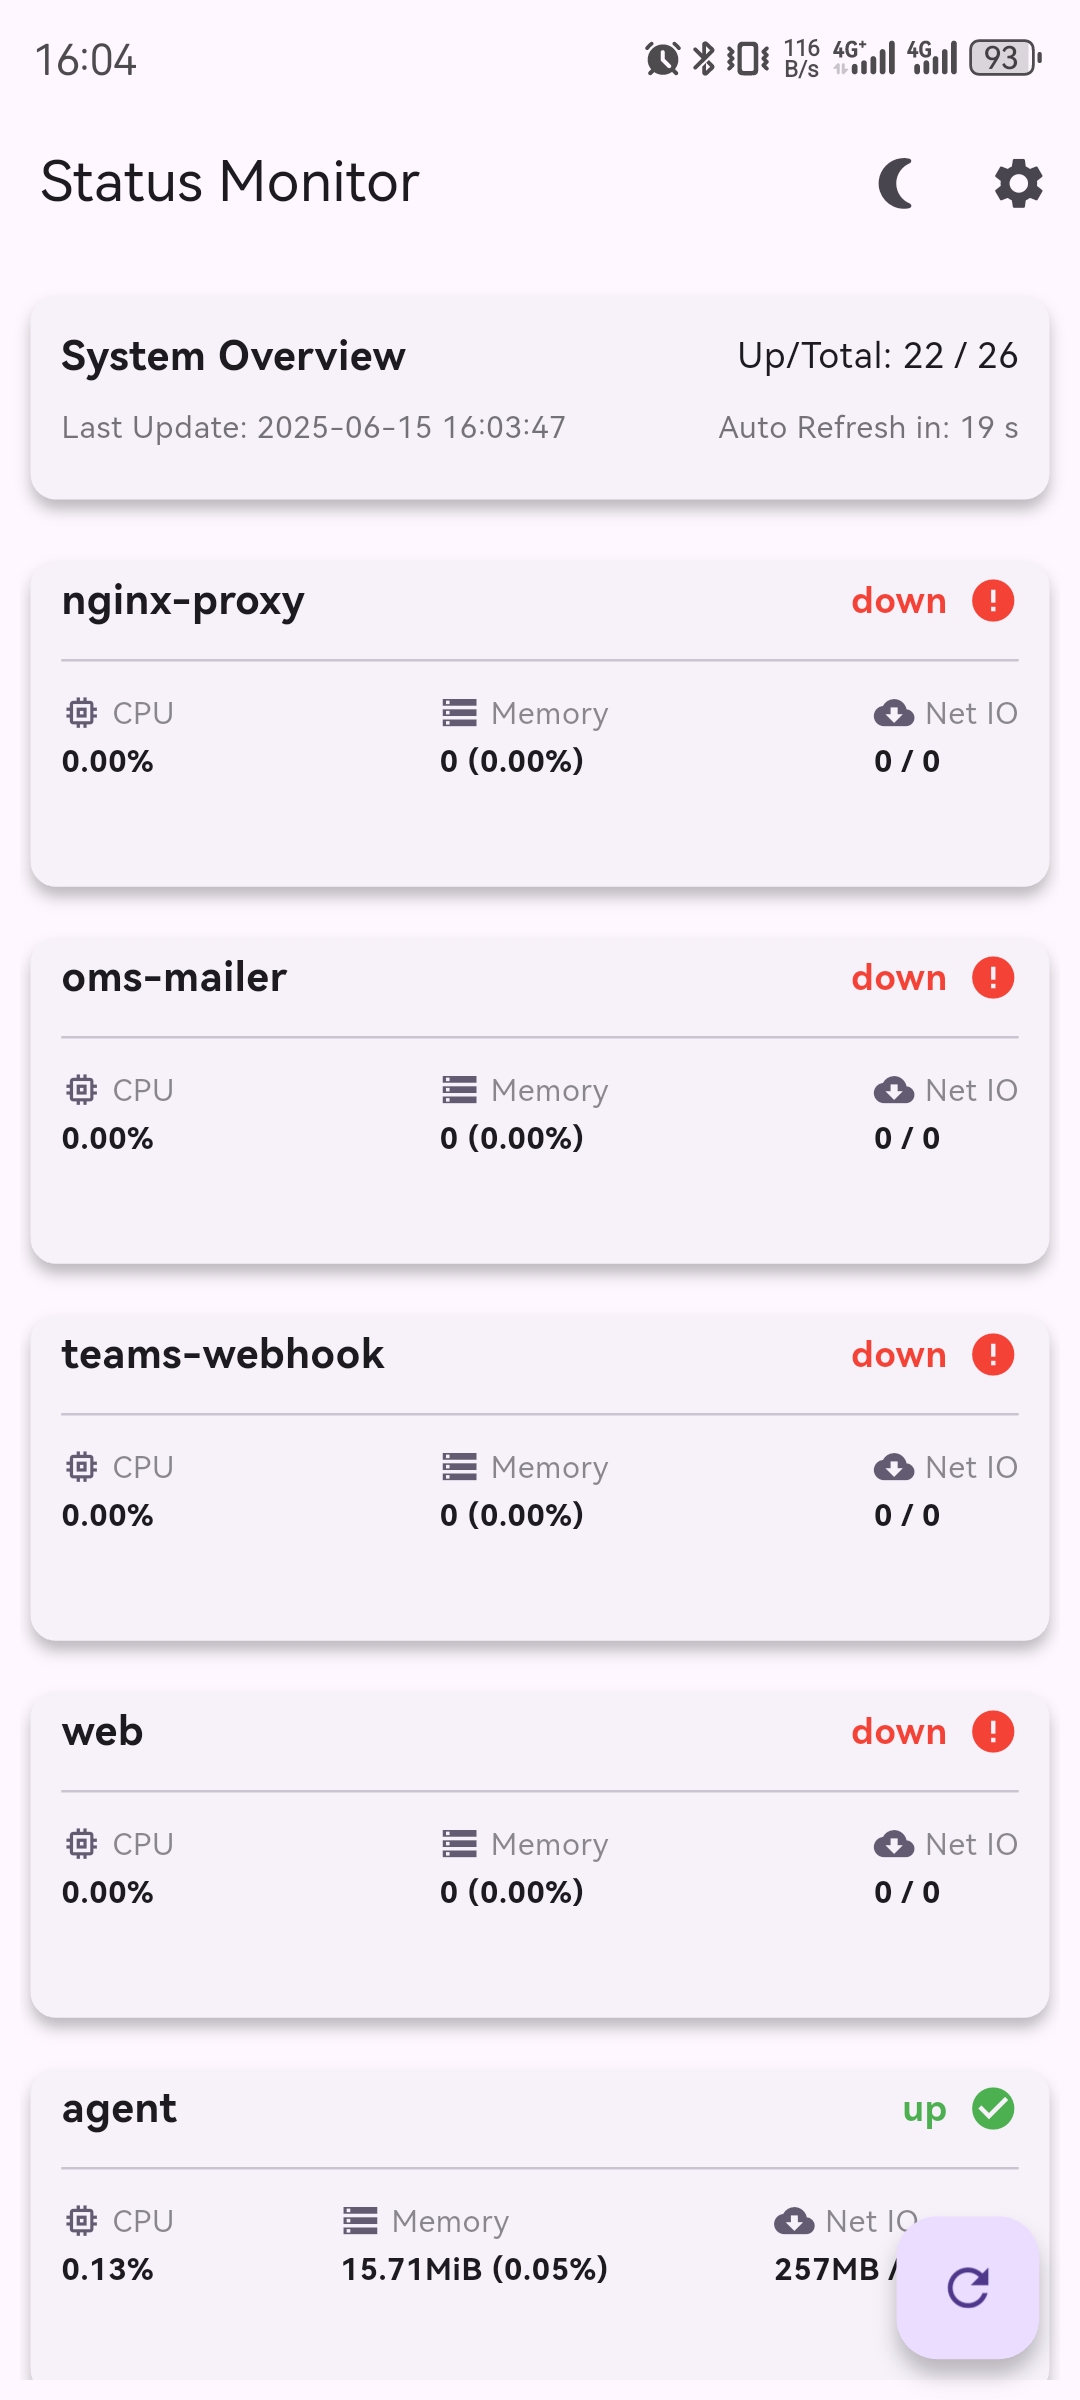 16:04
116 B/s 4G+ 4G 93
Status Monitor
System Overview Up/Total: 22 / 26
Last Update: 2025-06-15 16:03:47 Auto Refresh in: 19 s
nginx-proxy down
CPU Memory Net IO
0.00% 0 (0.00%) 0 / 0
oms-mailer down
CPU Memory Net IO
0.00% 0 (0.00%) 0 / 0
teams-webhook down
CPU Memory Net IO
0.00% 0 (0.00%) 0 / 0
web down
CPU Memory Net IO
0.00% 0 (0.00%) 0 / 0
agent up
CPU Memory Net IO
0.13% 15.71MiB (0.05%) 257MB /